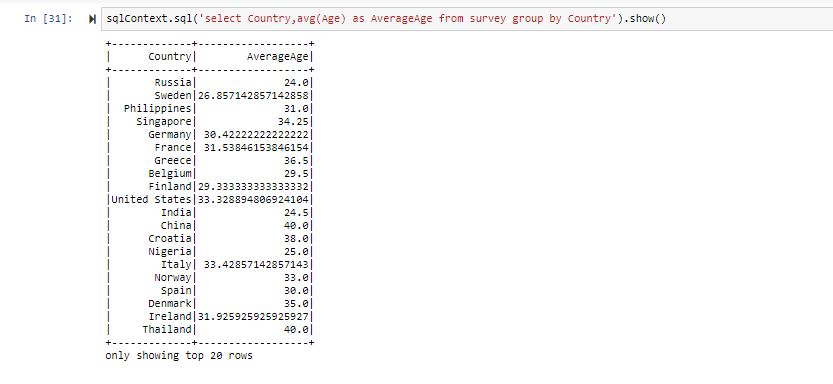 In [31]: sqlContext.sql('select Country,avg(Age) as AverageAge from survey group by Country').show()
+-------------+------------------+
|      Country|        AverageAge|
+-------------+------------------+
|       Russia|              24.0|
|       Sweden|26.857142857142858|
|  Philippines|              31.0|
|    Singapore|             34.25|
|      Germany| 30.42222222222222|
|       France| 31.53846153846154|
|       Greece|              36.5|
|      Belgium|              29.5|
|      Finland|29.333333333333332|
|United States|33.328894806924104|
|        India|              24.5|
|        China|              40.0|
|      Croatia|              38.0|
|      Nigeria|              25.0|
|        Italy| 33.42857142857143|
|       Norway|              33.0|
|        Spain|              30.0|
|      Denmark|              35.0|
|      Ireland|31.925925925925927|
|     Thailand|              40.0|
+-------------+------------------+
only showing top 20 rows